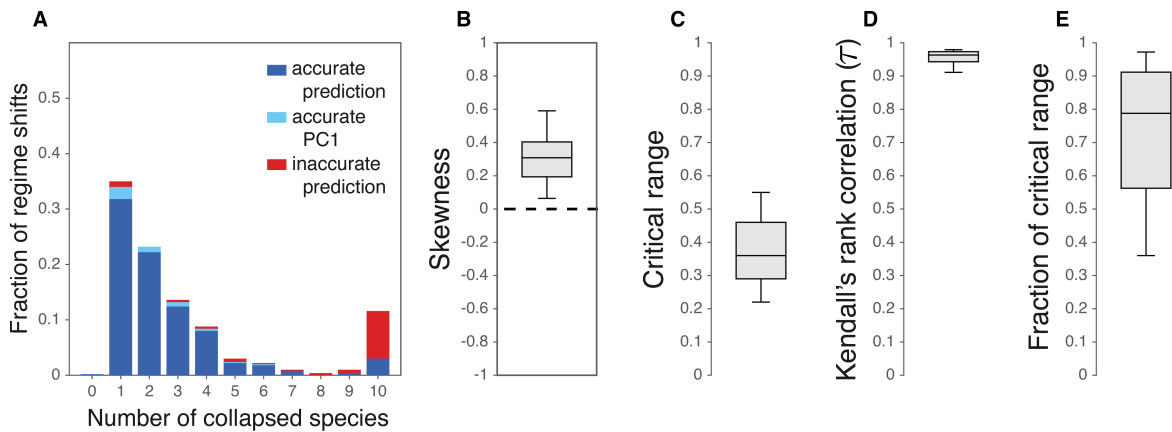 A
Fraction of regime shifts
0.5
0.4
0.3
0.2
0.1
0
accurate
prediction
accurate
PC1
inaccurate
prediction
0 1 2 3 4 5 6 7 8 9 10
Number of collapsed species
B
Skewness
1
0.8
0.6
0.4
0.2
0
-0.2
-0.4
-0.6
-0.8
-1
C
Critical range
1
0.9
0.8
0.7
0.6
0.5
0.4
0.3
0.2
0.1
0
D
Kendall's rank correlation (τ)
1
0.9
0.8
0.7
0.6
0.5
0.4
0.3
0.2
0.1
0
E
Fraction of critical range
1
0.9
0.8
0.7
0.6
0.5
0.4
0.3
0.2
0.1
0